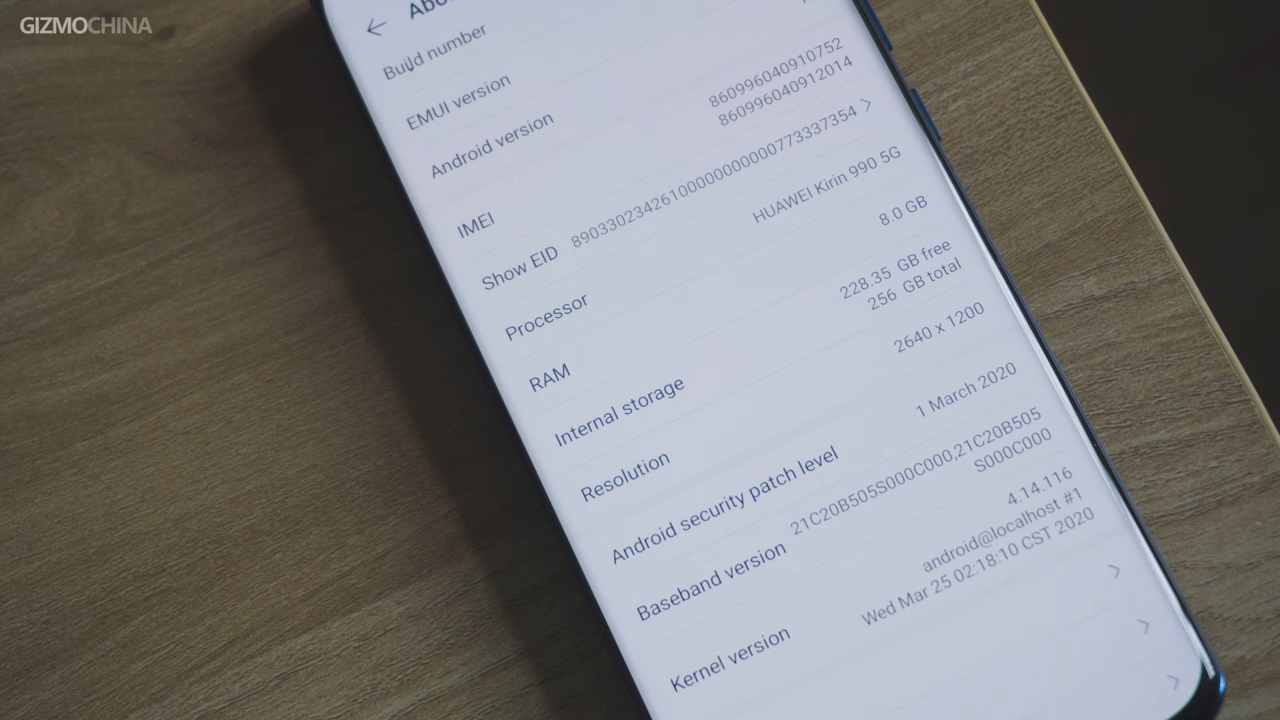 GIZMOCHINA
Build number
EMUI version
Android version
IMEI
860996040910752
860996040912014
Show EID 89033023426100000000000773337354
Processor HUAWEI Kirin 990 5G
RAM 8.0 GB
Internal storage 228.35 GB free
256 GB total
Resolution 2640 x 1200
Android security patch level 1 March 2020
Baseband version 21C20B505S000C000,21C20B505
S000C000
Kernel version 4.14.116
android@localhost #1
Wed Mar 25 02:18:10 CST 2020